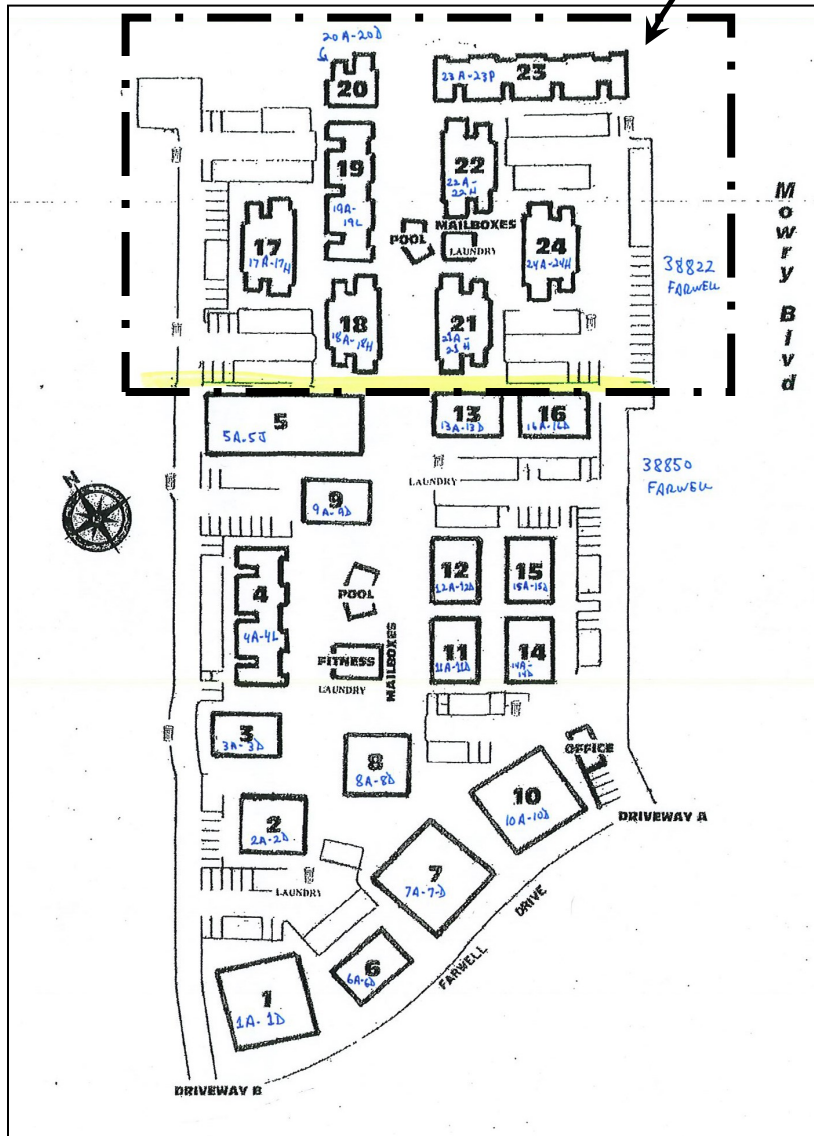 20A-20D
20
23
23A-23P
19
19A-
19L
22
22A-
22H
17
17A-17H
MAILBOXES
POOL
LAUNDRY
24
24A-24H
Mowry Blvd
38822
FARWELL
18
18A-18H
21
21A-
21H
5
5A-5J
13
13A-13D
16
16A-16D
38850
FARWELL
N
LAUNDRY
9
9A-9D
4
4A-4L
POOL
12
12A-12D
15
15A-15D
MAILBOXES
FITNESS
LAUNDRY
11
11A-11D
14
14A-
14D
3
3A-3D
8
8A-8D
OFFICE
10
10A-10D
DRIVEWAY A
2
2A-2D
7
7A-7-D
LAUNDRY
FARWELL DRIVE
6
6A-6D
1
1A-1D
DRIVEWAY B